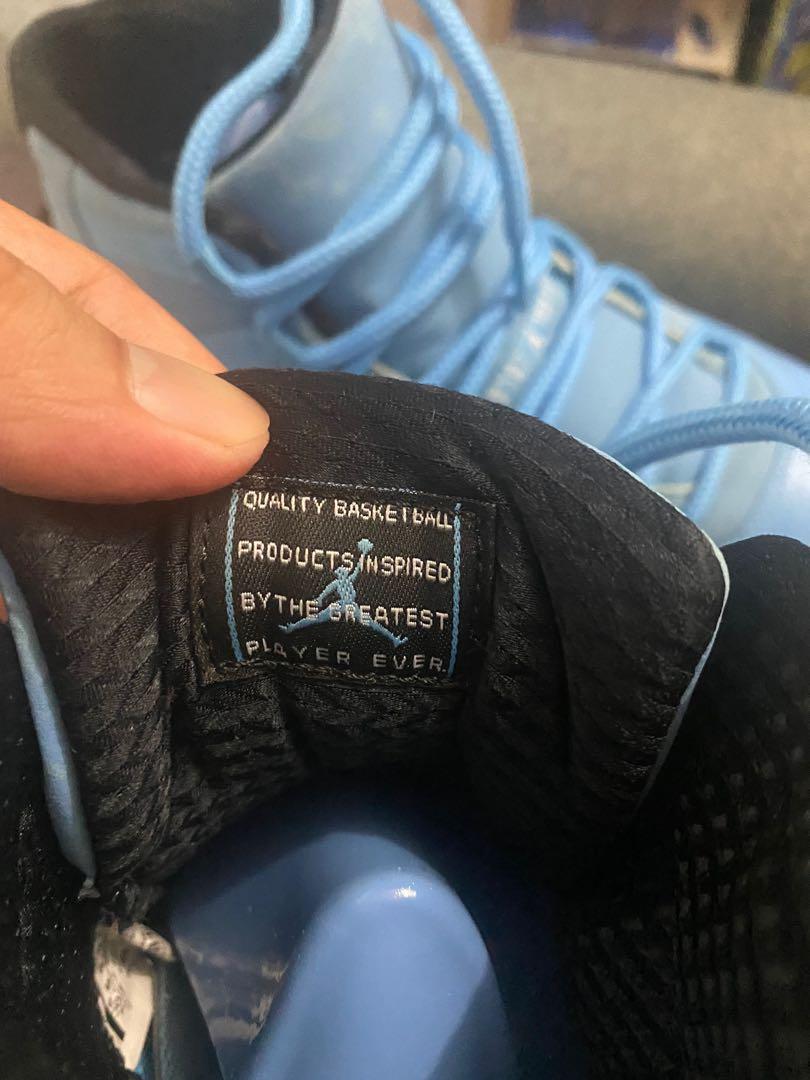 QUALITY BASKETBALL
PRODUCTS INSPIRED
BY THE GREATEST
PLAYER EVER.